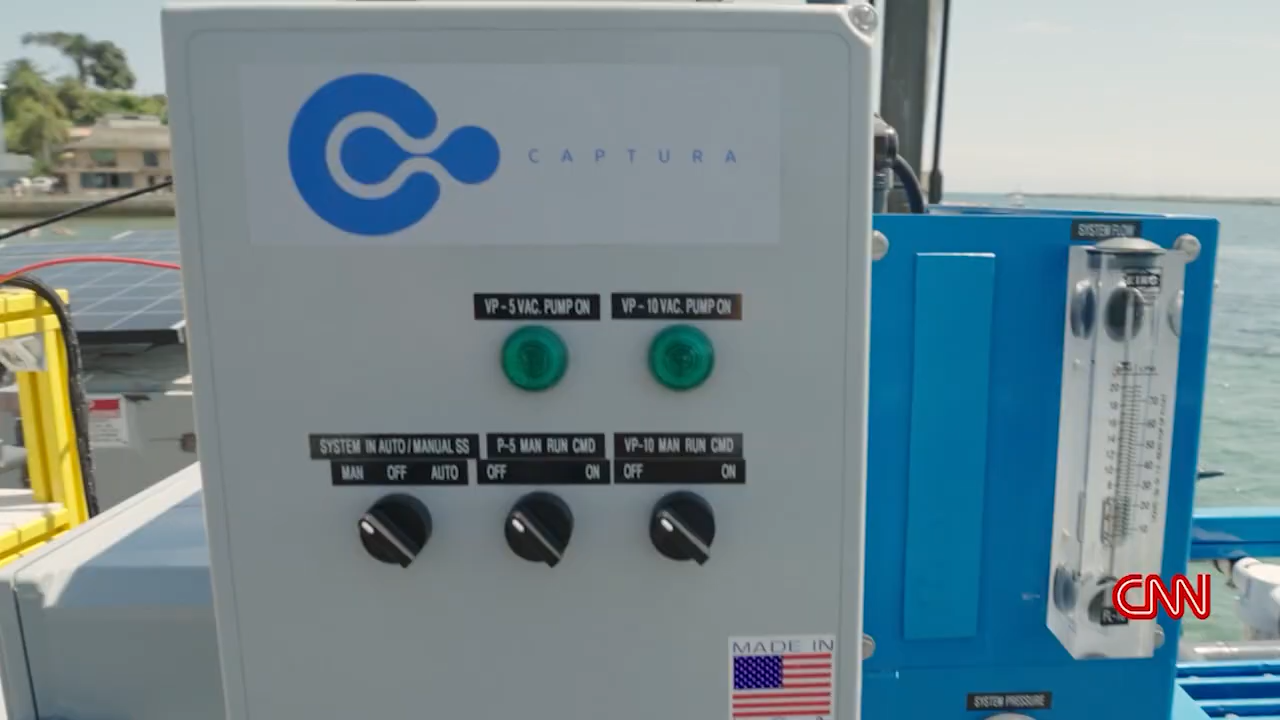 CAPTURA
VP - 5 VAC. PUMP ON
VP - 10 VAC. PUMP ON
SYSTEM IN AUTO / MANUAL SS
MAN OFF AUTO
P-5 MAN RUN CMD
OFF ON
VP-10 MAN RUN CMD
OFF ON
MADE IN
SYSTEM FLOW
KING
SYSTEM PRESSURE
CNN